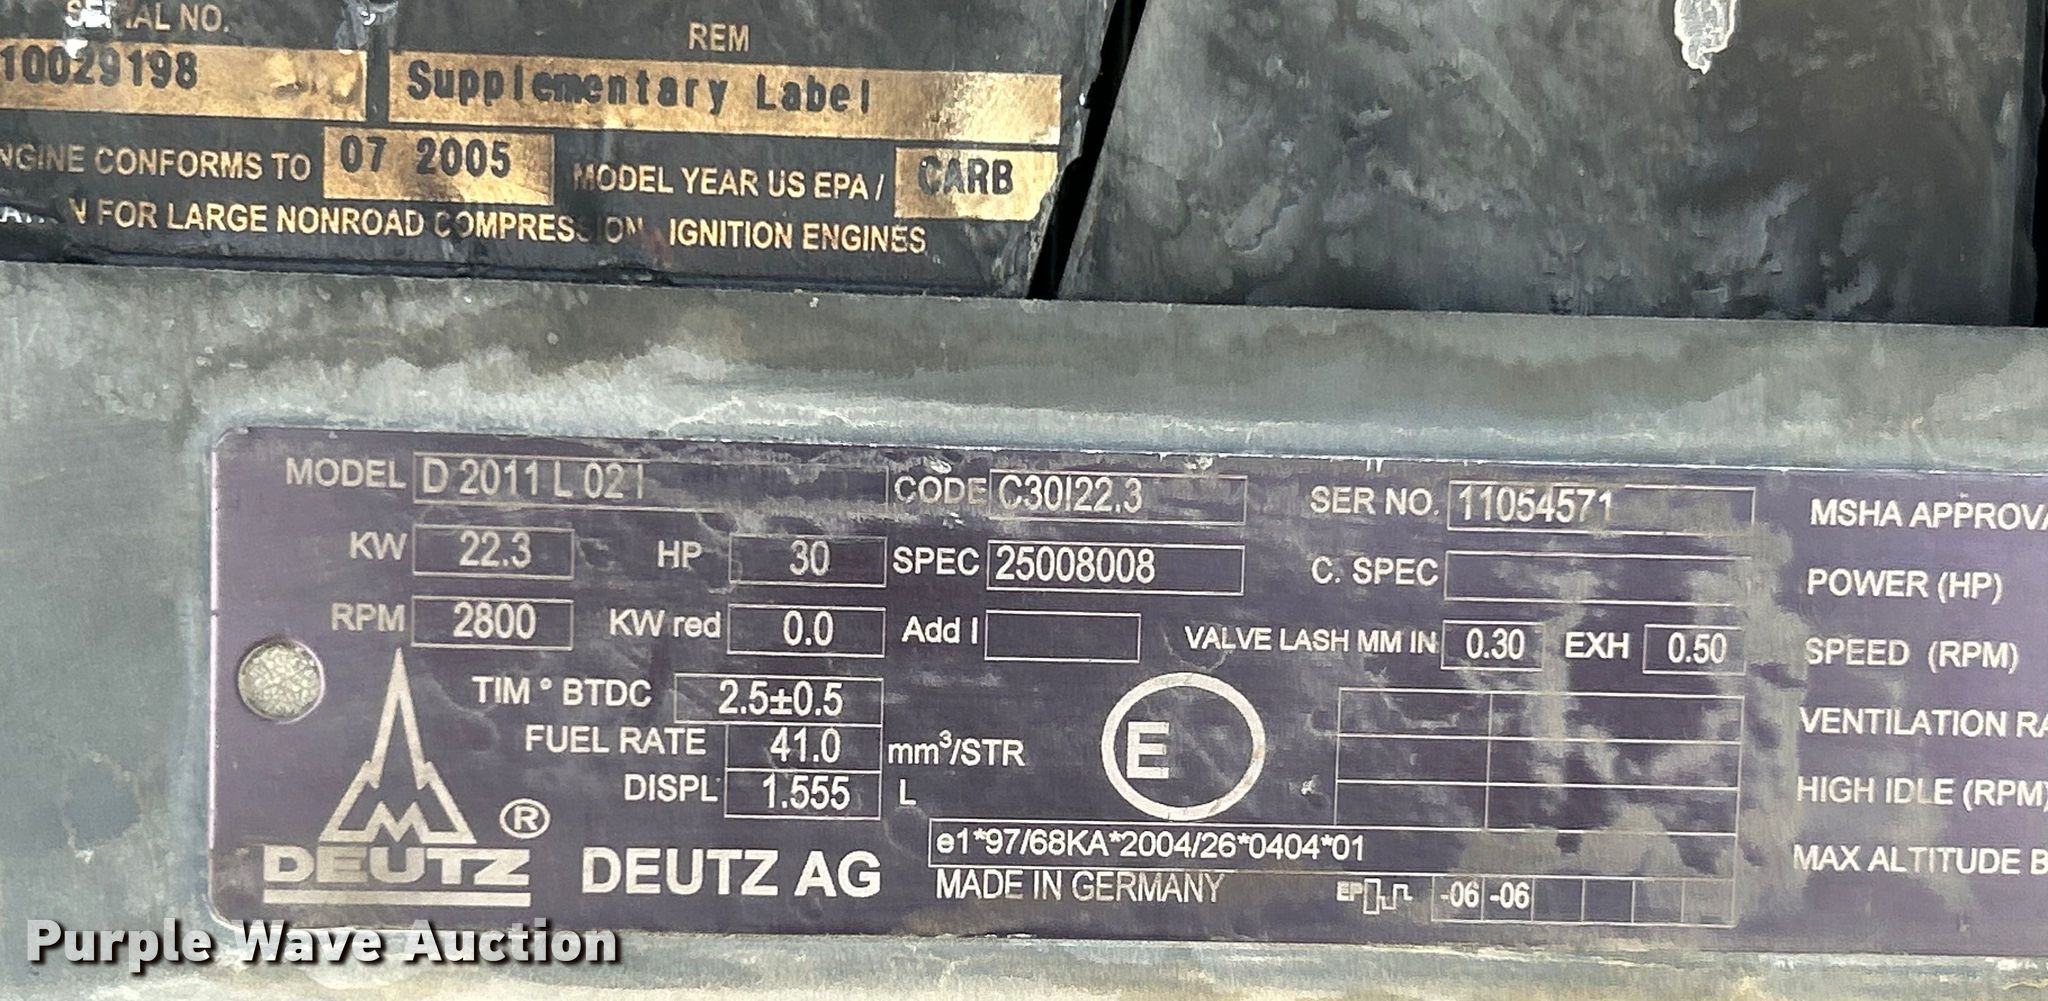 SERIAL NO. REM
10029198 Supplementary Label
NGINE CONFORMS TO 07 2005 MODEL YEAR US EPA / CARB
FOR LARGE NONROAD COMPRESSION IGNITION ENGINES
MODEL D 2011 L 02 I CODE C30I22.3 SER NO. 11054571 MSHA APPROVA
KW 22.3 HP 30 SPEC 25008008 C. SPEC POWER (HP)
RPM 2800 KW red 0.0 Add I VALVE LASH MM IN 0.30 EXH 0.50 SPEED (RPM)
TIM ° BTDC 2.5±0.5 VENTILATION RA
FUEL RATE 41.0 mm³/STR E
DISPL 1.555 L HIGH IDLE (RPM)
e1*97/68KA*2004/26*0404*01
DEUTZ ® DEUTZ AG MADE IN GERMANY EP -06 -06 MAX ALTITUDE B
Purple Wave Auction